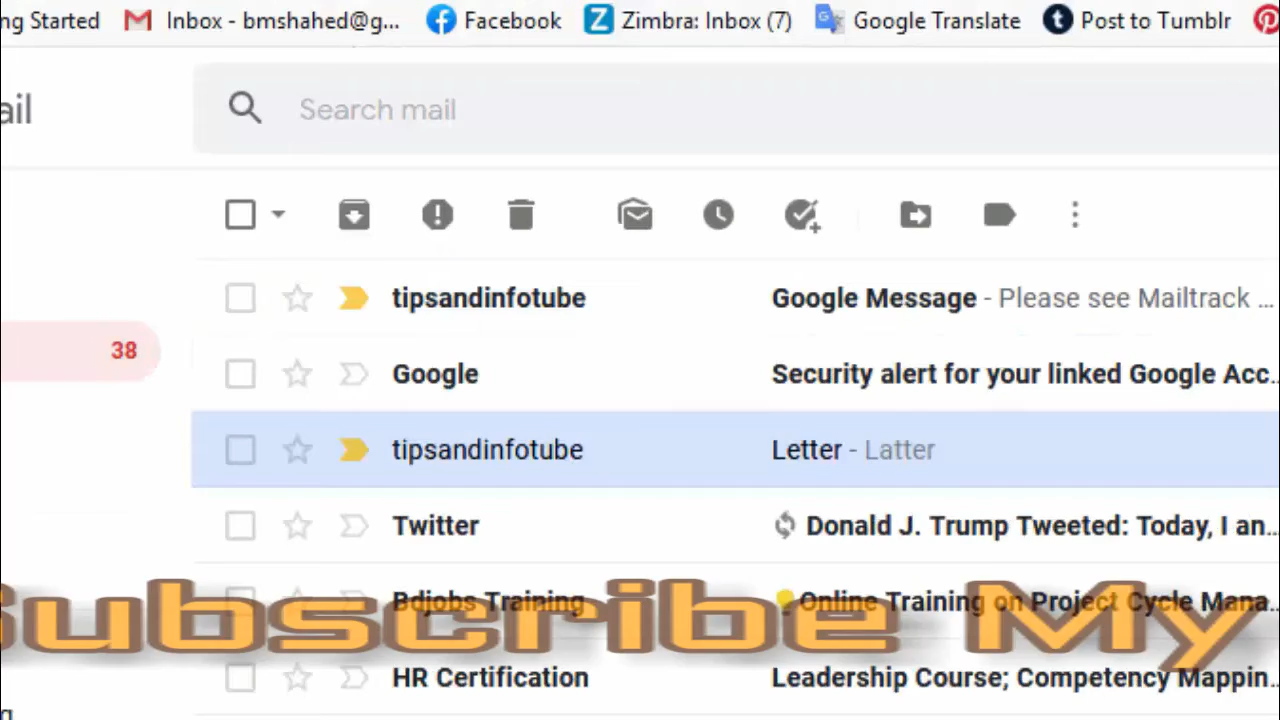 ng Started Inbox - bmshahed@g... Facebook Zimbra: Inbox (7) Google Translate Post to Tumblr
ail Search mail
tipsandinfotube Google Message - Please see Mailtrack ...
38 Google Security alert for your linked Google Acc...
tipsandinfotube Letter - Latter
Twitter Donald J. Trump Tweeted: Today, I an...
Bdjobs Training Online Training on Project Cycle Mana...
Subscribe My
HR Certification Leadership Course; Competency Mappin...